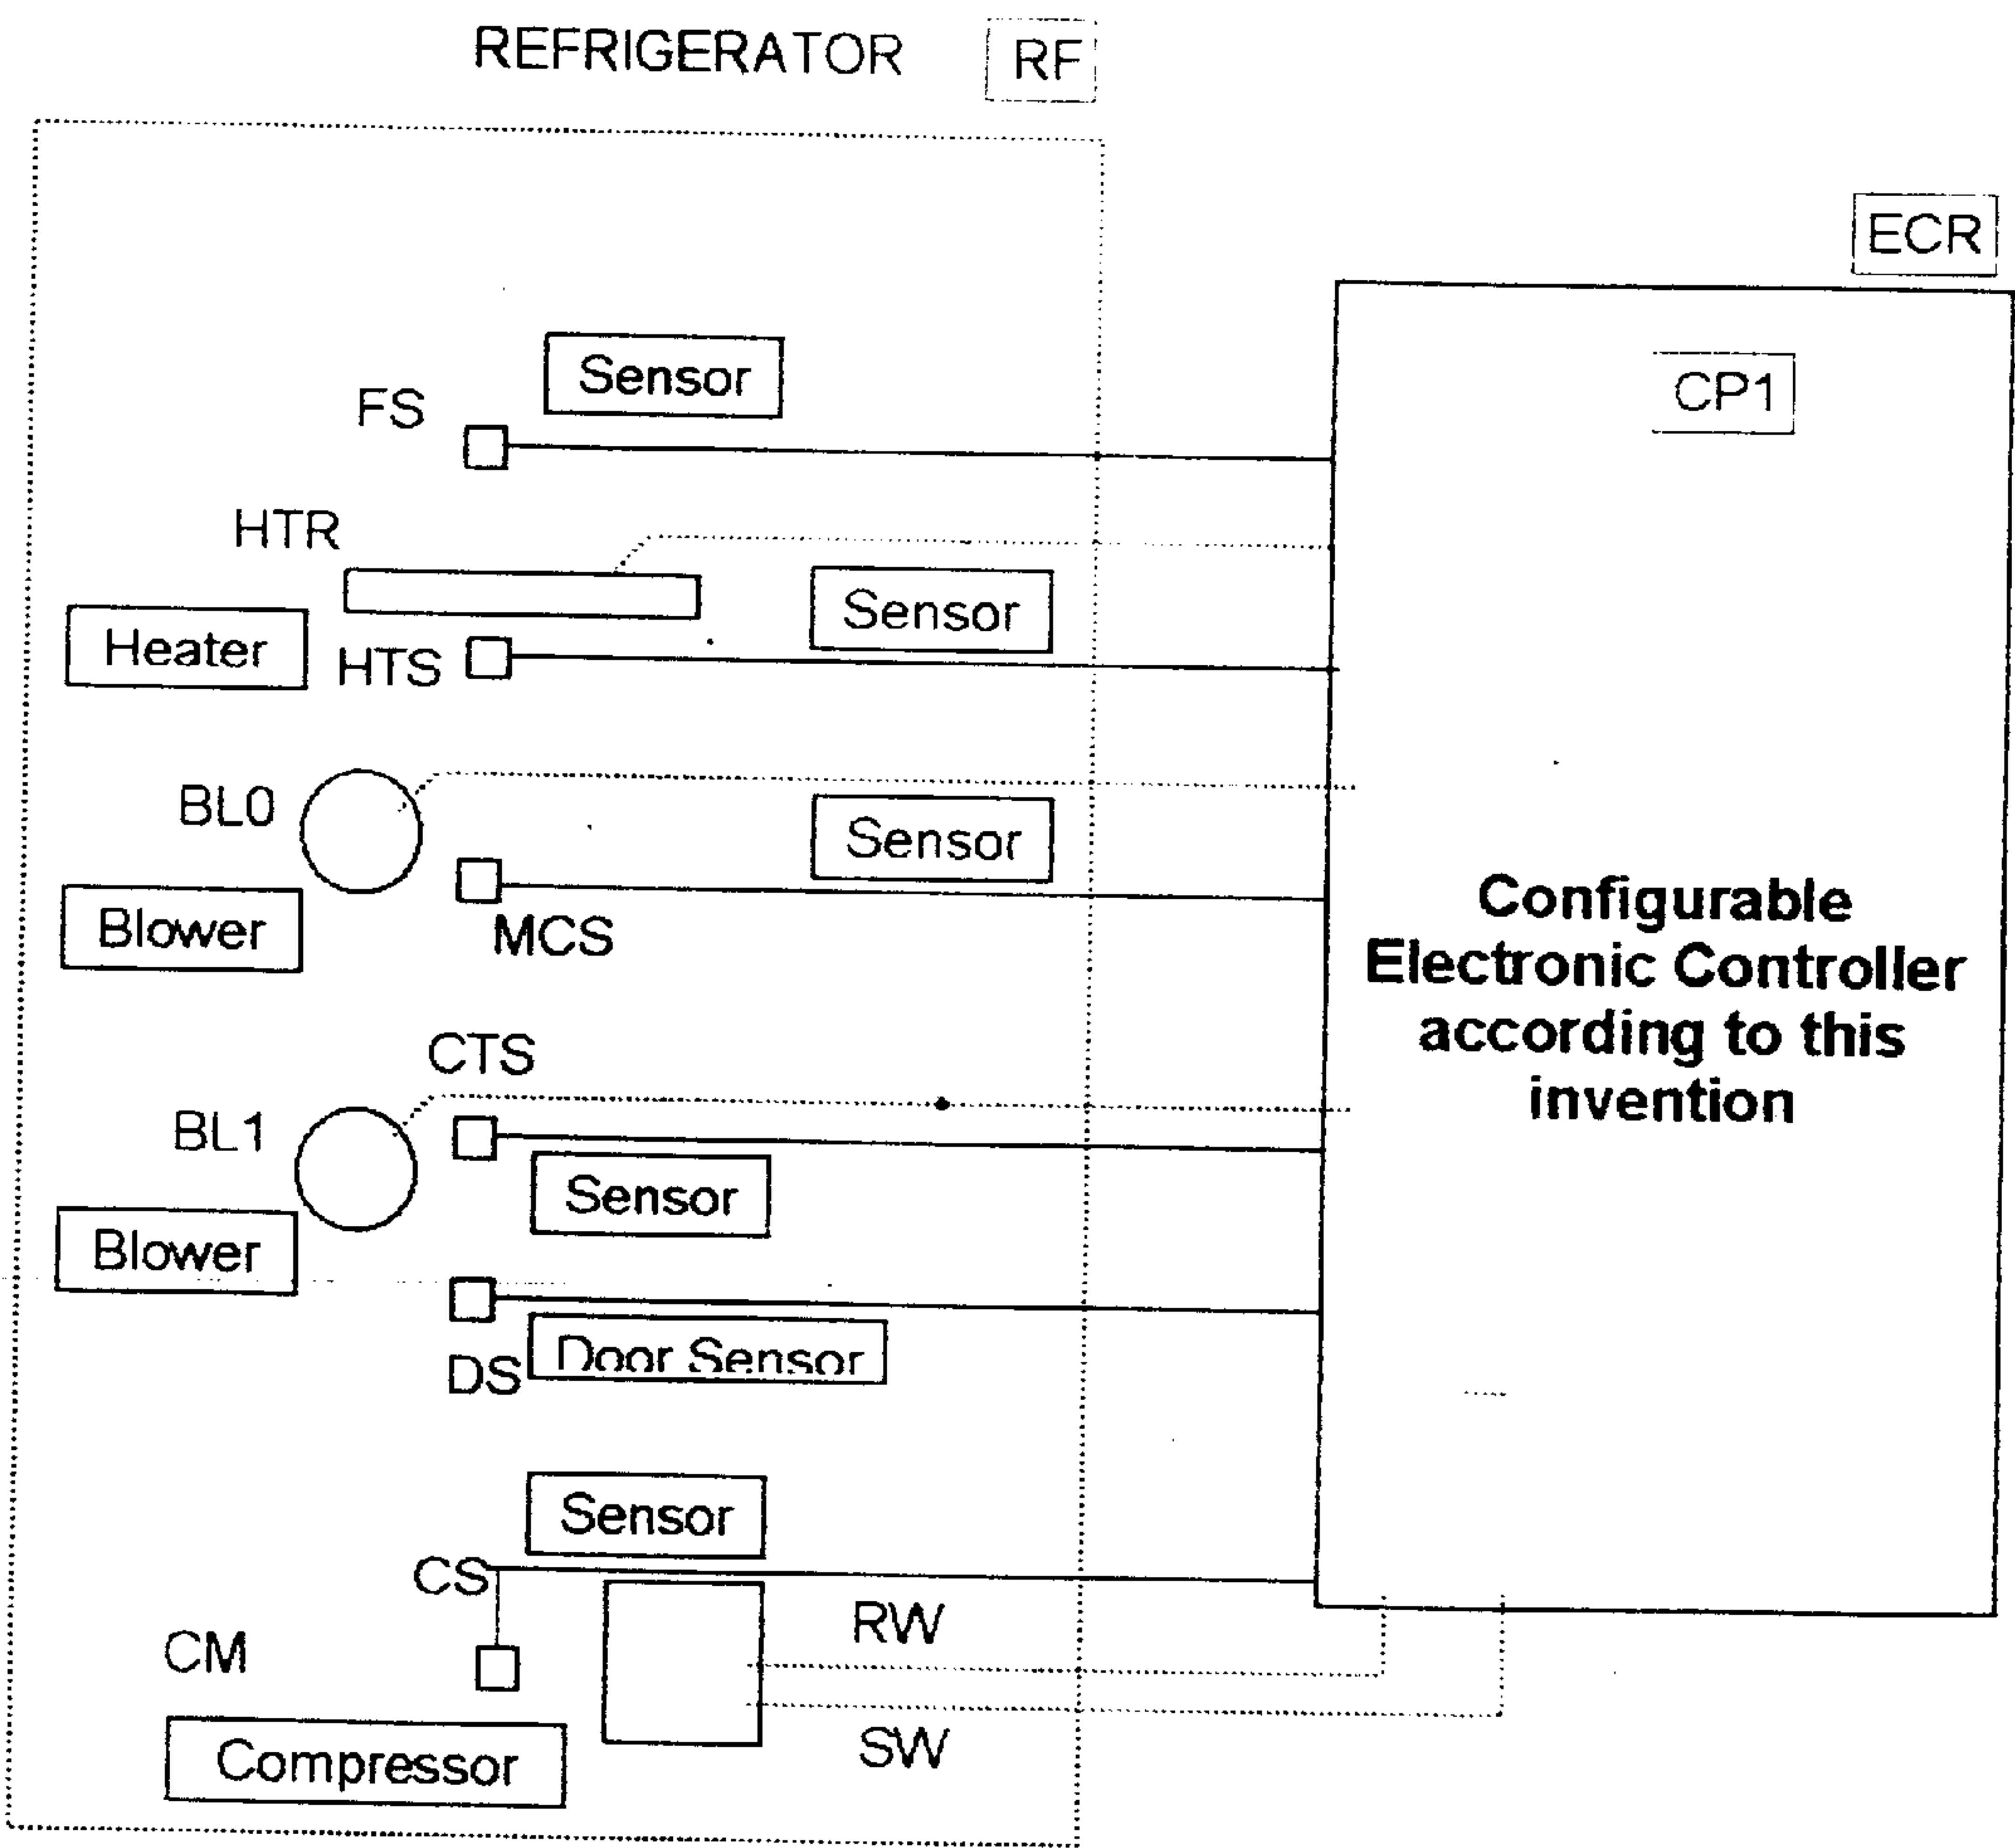 REFRIGERATOR RF
ECR
CP1
Sensor
FS
HTR
Sensor
Heater
HTS
BL0
Sensor
Blower
MCS
Configurable
Electronic Controller
according to this
invention
CTS
BL1
Sensor
Blower
Door Sensor
DS
Sensor
CS
RW
CM
SW
Compressor